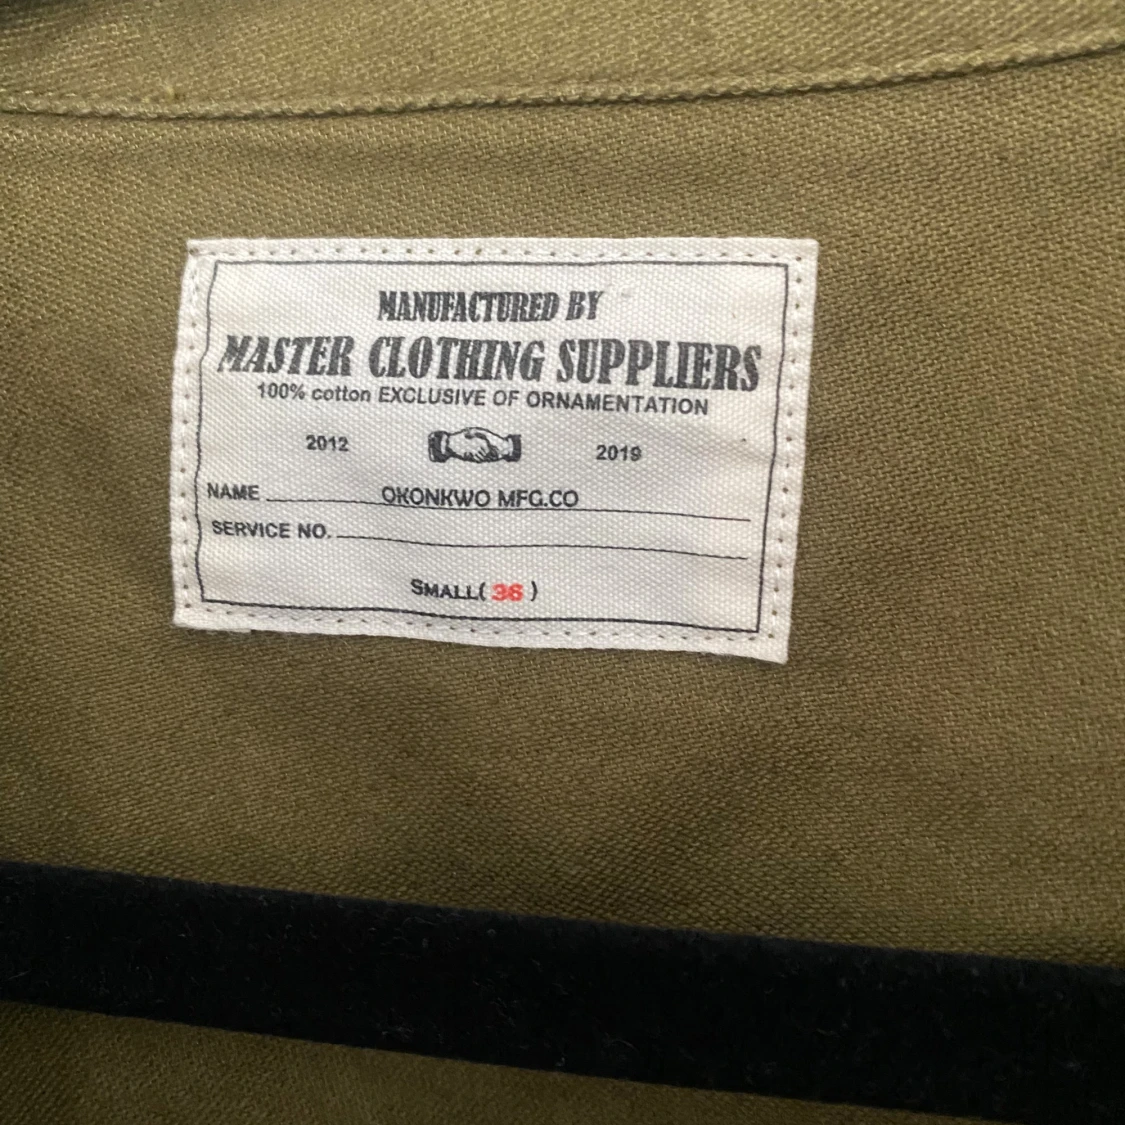 MANUFACTURED BY
MASTER CLOTHING SUPPLIERS
100% cotton EXCLUSIVE OF ORNAMENTATION
2012 2019
NAME OKONKWO MFG.CO
SERVICE NO.
SMALL( 36 )